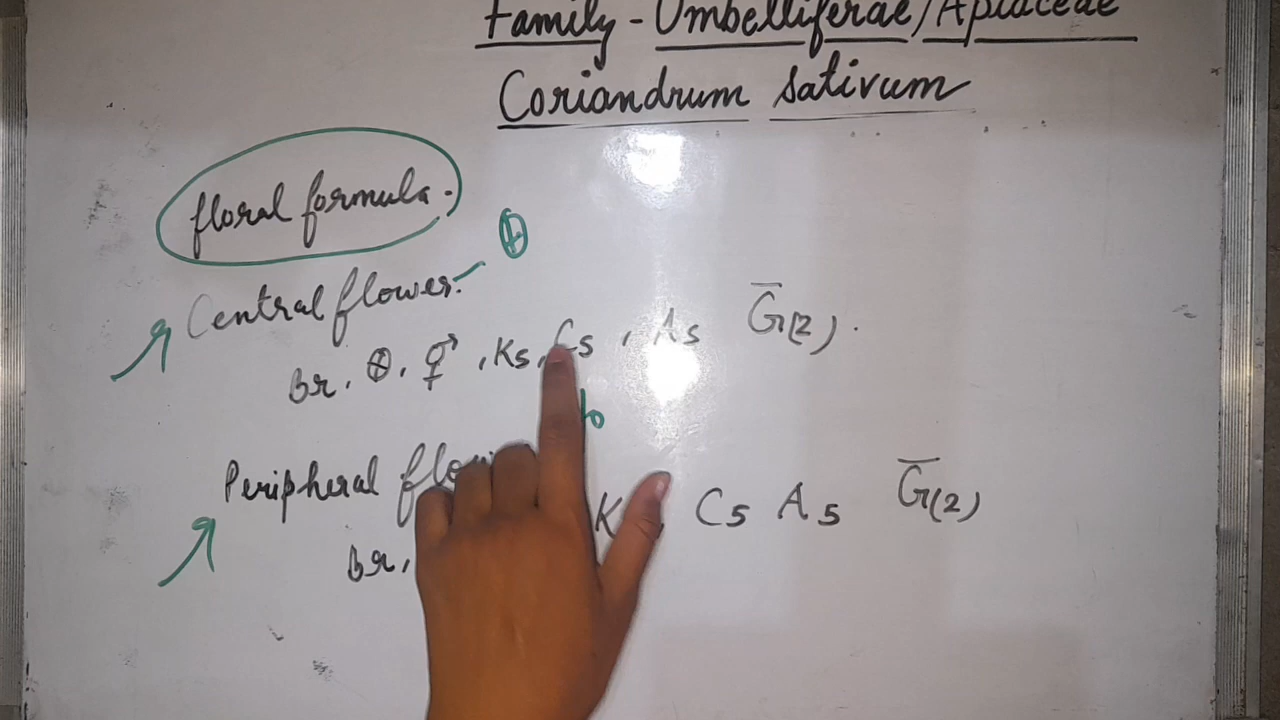 Family - Umbelliferae/Apiaceae
Coriandrum sativum
floral formula.
Central flower. ⊕
Br, ⊕, ⚥, K5, C5, A5 G̅(2).
Peripheral
Br, K C5 A5 G̅(2)